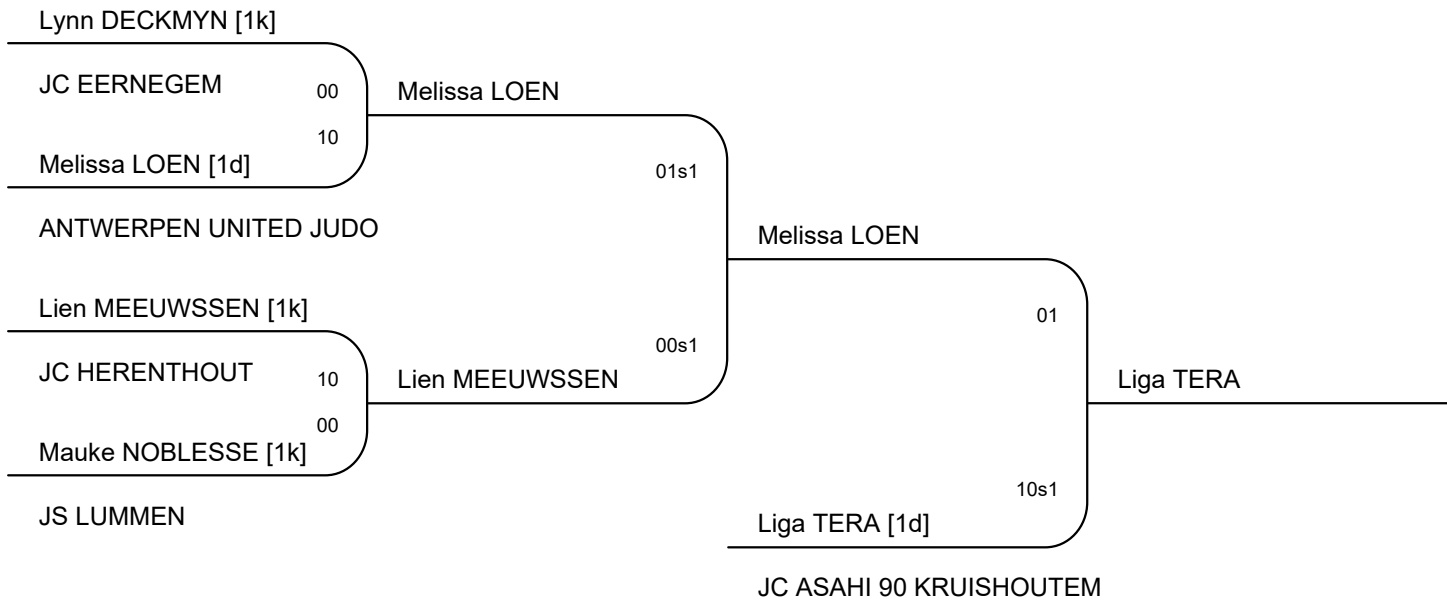 Lynn DECKMYN [1k]
JC EERNEGEM
00
Melissa LOEN
10
Melissa LOEN [1d]
01s1
ANTWERPEN UNITED JUDO
Melissa LOEN
Lien MEEUWSSEN [1k]
01
00s1
JC HERENTHOUT
10
Lien MEEUWSSEN
Liga TERA
00
Mauke NOBLESSE [1k]
10s1
JS LUMMEN
Liga TERA [1d]
JC ASAHI 90 KRUISHOUTEM